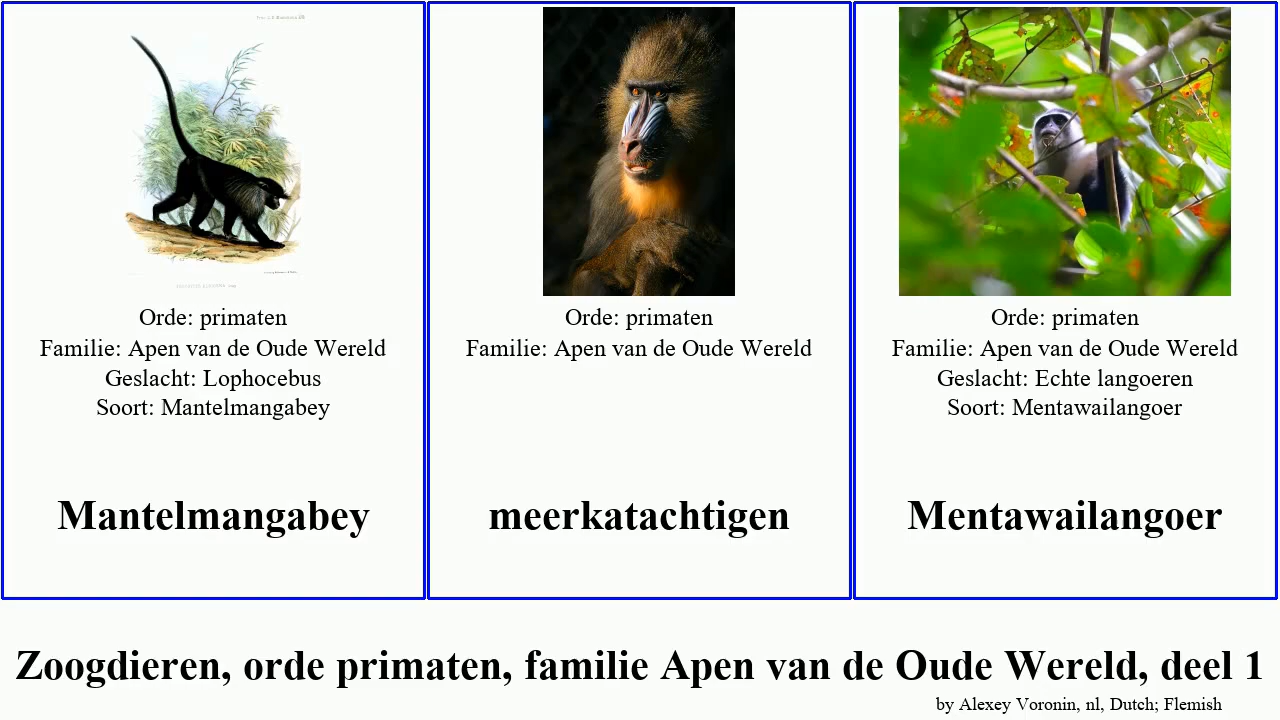 Orde: primaten
Familie: Apen van de Oude Wereld
Geslacht: Lophocebus
Soort: Mantelmangabey
Mantelmangabey
Orde: primaten
Familie: Apen van de Oude Wereld
meerkatachtigen
Orde: primaten
Familie: Apen van de Oude Wereld
Geslacht: Echte langoeren
Soort: Mentawailangoer
Mentawailangoer
Zoogdieren, orde primaten, familie Apen van de Oude Wereld, deel 1
by Alexey Voronin, nl, Dutch; Flemish